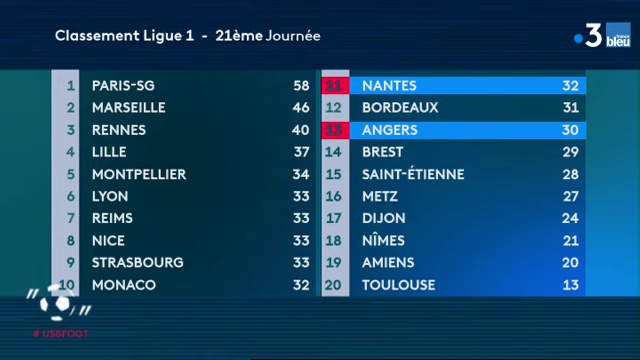 Classement Ligue 1 - 21ème Journée
3 france bleu
1 PARIS-SG 58
2 MARSEILLE 46
3 RENNES 40
4 LILLE 37
5 MONTPELLIER 34
6 LYON 33
7 REIMS 33
8 NICE 33
9 STRASBOURG 33
10 MONACO 32
11 NANTES 32
12 BORDEAUX 31
13 ANGERS 30
14 BREST 29
15 SAINT-ÉTIENNE 28
16 METZ 27
17 DIJON 24
18 NÎMES 21
19 AMIENS 20
20 TOULOUSE 13
# USBFOOT